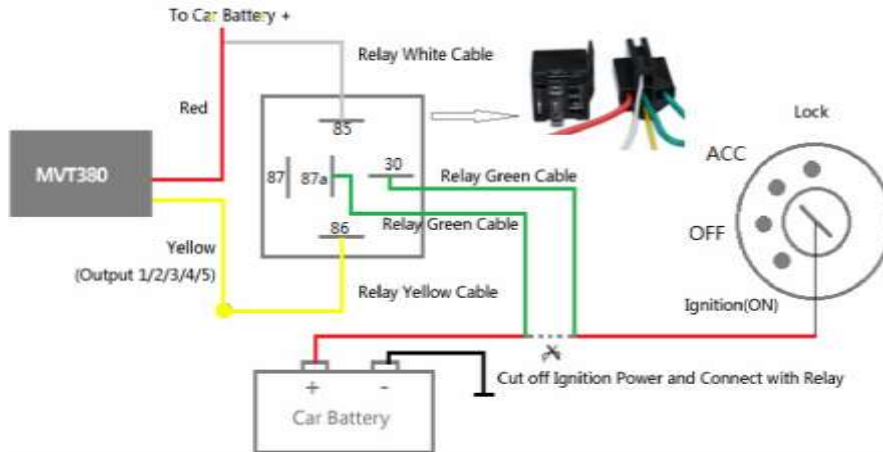 To Car Battery +
Relay White Cable
Red
Lock
85
ACC
MVT380
30
87
87a
Relay Green Cable
Relay Green Cable
OFF
86
Yellow
(Output 1/2/3/4/5)
Relay Yellow Cable
Ignition(ON)
Cut off Ignition Power and Connect with Relay
+
-
Car Battery